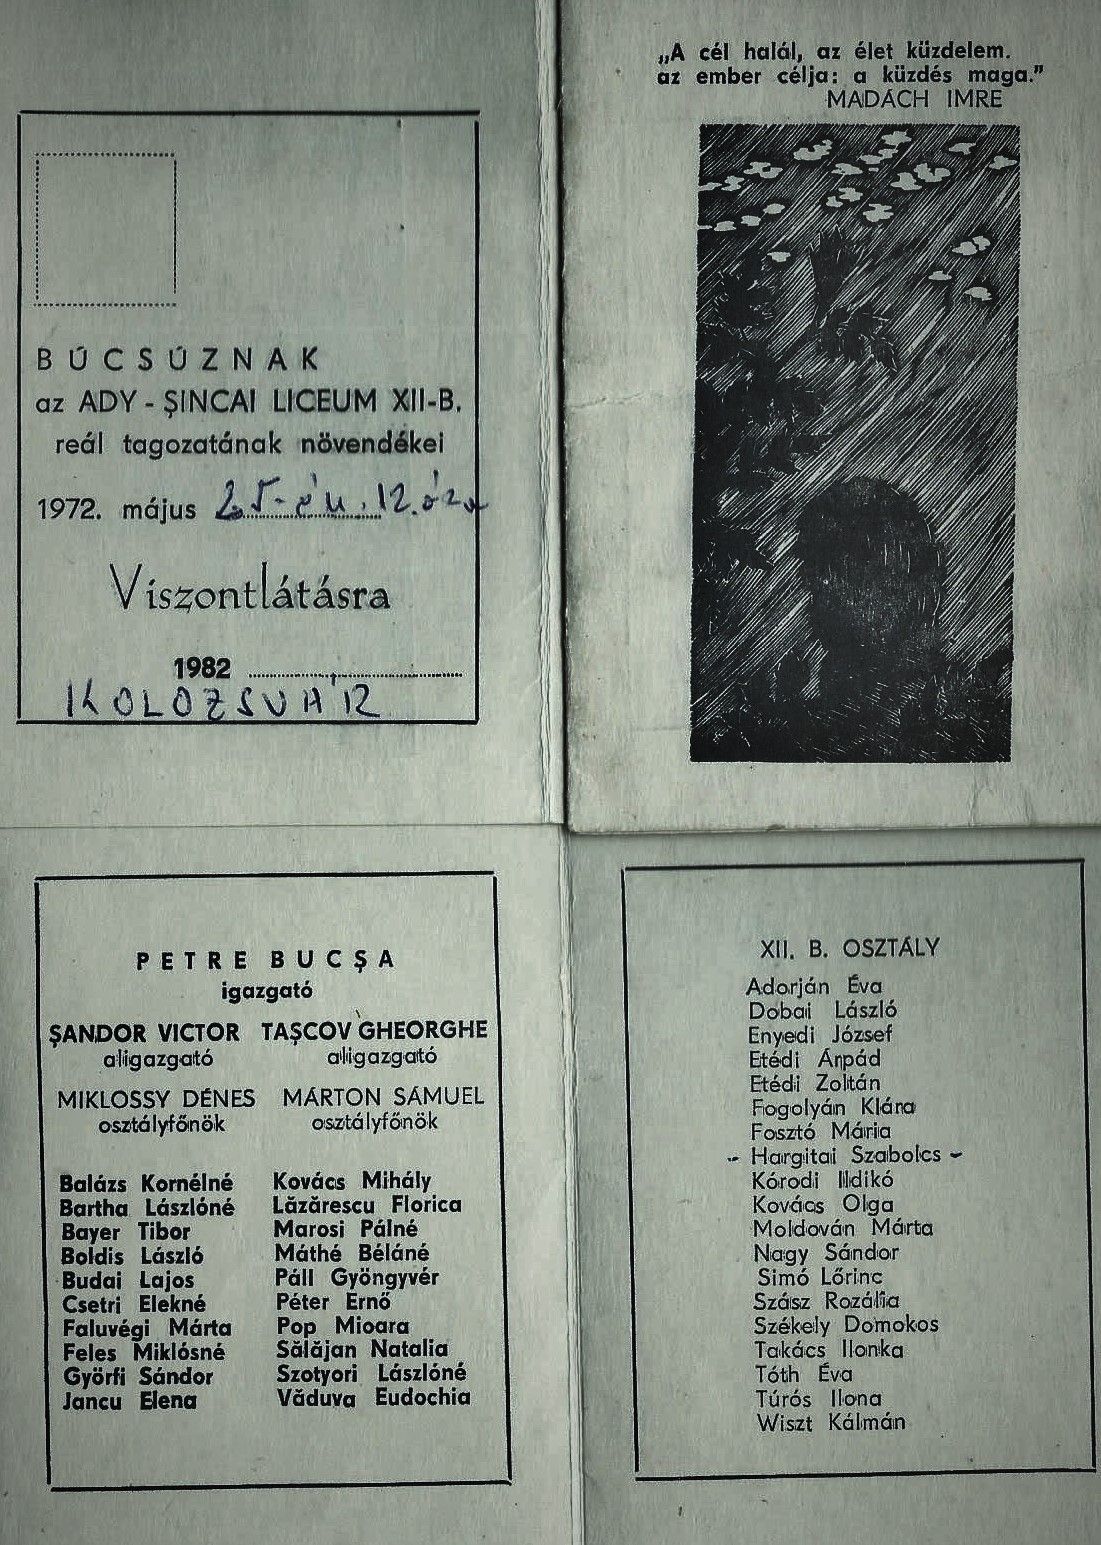 „A cél halál, az élet küzdelem.
az ember célja: a küzdés maga.”
MADÁCH IMRE
BÚCSÚZNAK
az ADY - ŞINCAI LICEUM XII-B.
reál tagozatának növendékei
1972. május 25-én. 12. óra
Viszontlátásra
1982
KOLOZSVÁR
PETRE BUCŞA
igazgató
ŞANDOR VICTOR TAŞCOV GHEORGHE
aligazgató aligazgató
MIKLOSSY DÉNES MÁRTON SÁMUEL
osztályfőnök osztályfőnök
Balázs Kornélné Kovács Mihály
Bartha Lászlóné Lăzărescu Florica
Bayer Tibor Marosi Pálné
Boldis László Máthé Béláné
Budai Lajos Páll Gyöngyvér
Csetri Elekné Péter Ernő
Faluvégi Márta Pop Mioara
Feles Miklósné Sălăjan Natalia
Györfi Sándor Szotyori Lászlóné
Jancu Elena Văduva Eudochia
XII. B. OSZTÁLY
Adorján Éva
Dobai László
Enyedi József
Etédi Árpád
Etédi Zoltán
Fogolyán Klára
Fosztó Mária
- Hargitai Szabolcs -
Kórodi Ildikó
Kovács Olga
Moldován Márta
Nagy Sándor
Simó Lőrinc
Szász Rozália
Székely Domokos
Takács Ilonka
Tóth Éva
Túrós Ilona
Wiszt Kálmán